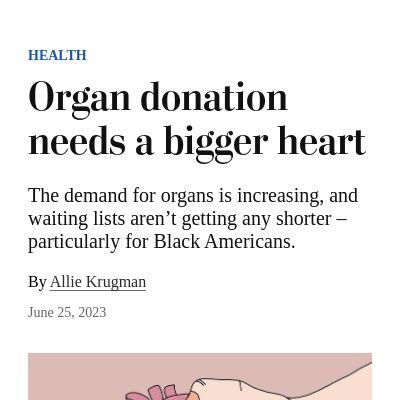 HEALTH
Organ donation
needs a bigger heart
The demand for organs is increasing, and
waiting lists aren’t getting any shorter –
particularly for Black Americans.
By Allie Krugman
June 25, 2023